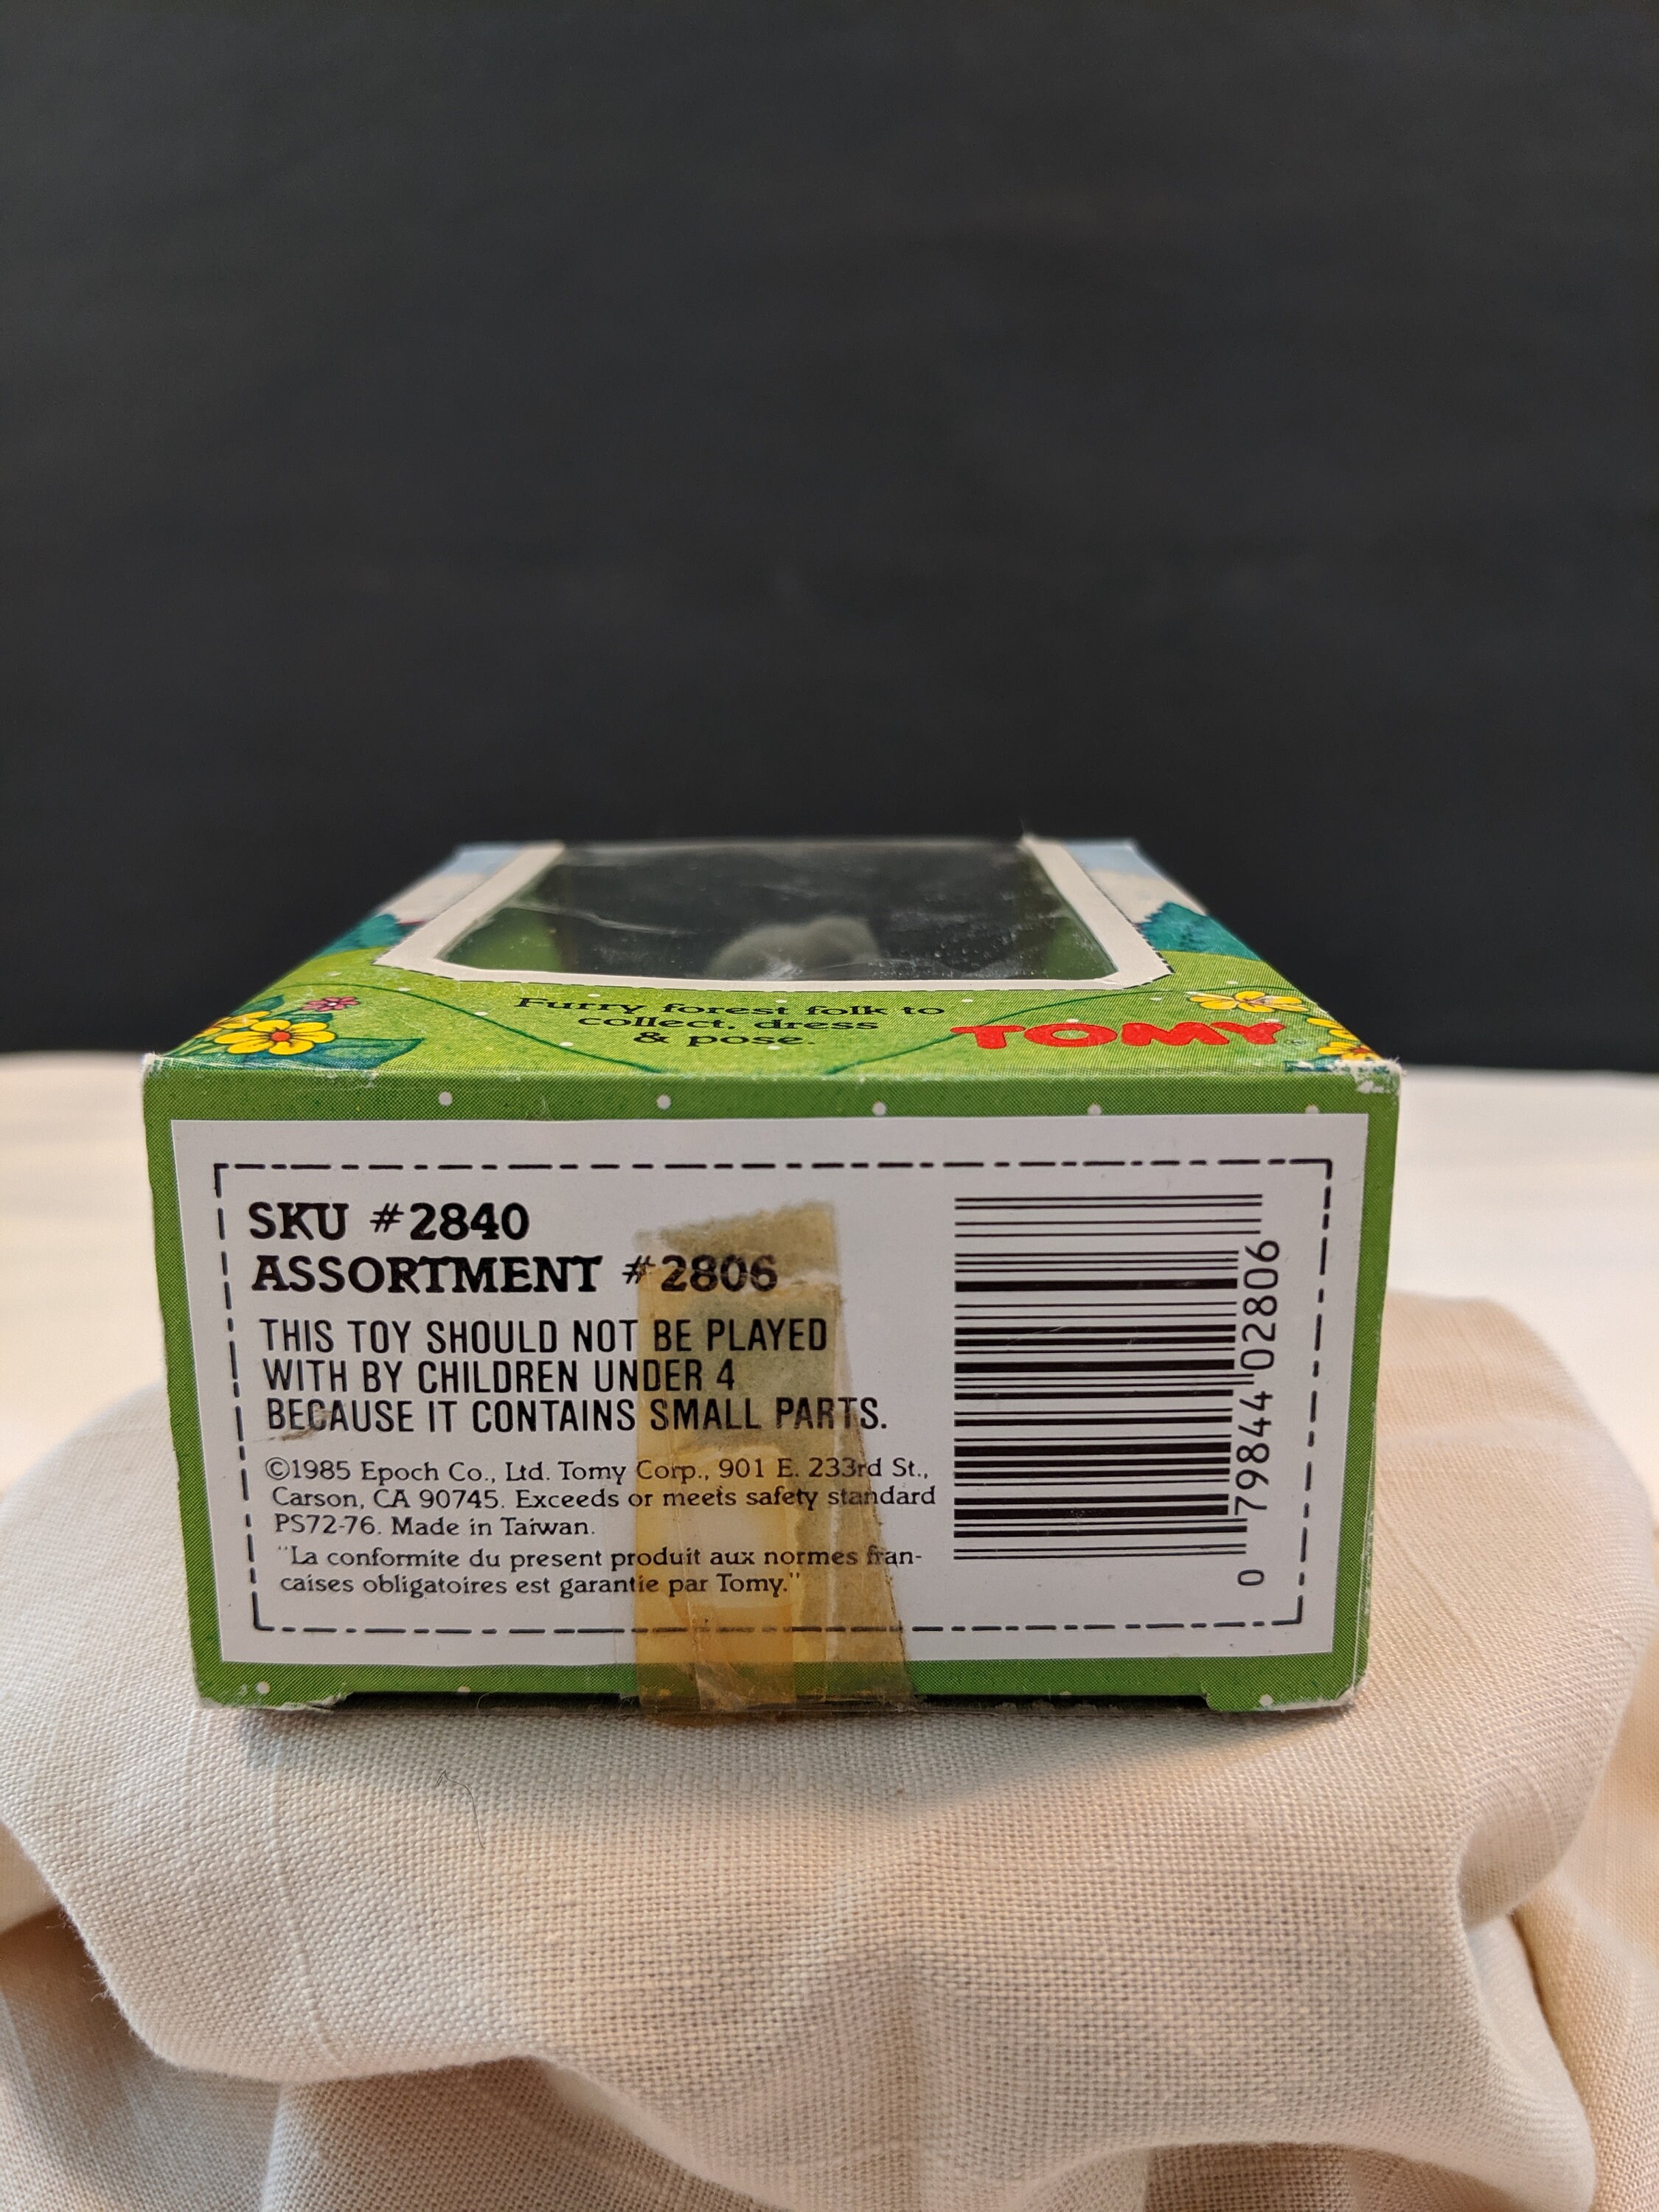 Furry forest folk to
collect, dress
& pose.
TOMY
SKU #2840
ASSORTMENT #2806
THIS TOY SHOULD NOT BE PLAYED
WITH BY CHILDREN UNDER 4
BECAUSE IT CONTAINS SMALL PARTS.
©1985 Epoch Co., Ltd. Tomy Corp., 901 E. 233rd St.,
Carson, CA 90745. Exceeds or meets safety standard
PS72-76. Made in Taiwan.
"La conformite du present produit aux normes fran-
caises obligatoires est garantie par Tomy."
0 79844 02806